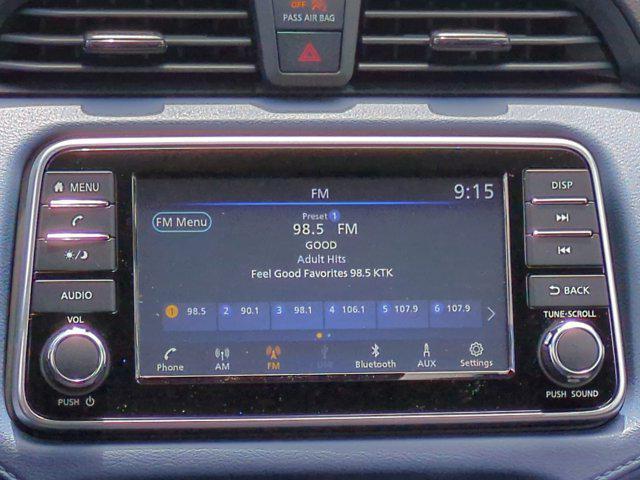 OFF
PASS AIR BAG
MENU
AUDIO
VOL
PUSH
FM
9:15
FM Menu
Preset 1
98.5 FM
GOOD
Adult Hits
Feel Good Favorites 98.5 KTK
1 98.5 2 90.1 3 98.1 4 106.1 5 107.9 6 107.9
Phone AM FM USB Bluetooth AUX Settings
DISP
BACK
TUNE·SCROLL
PUSH SOUND